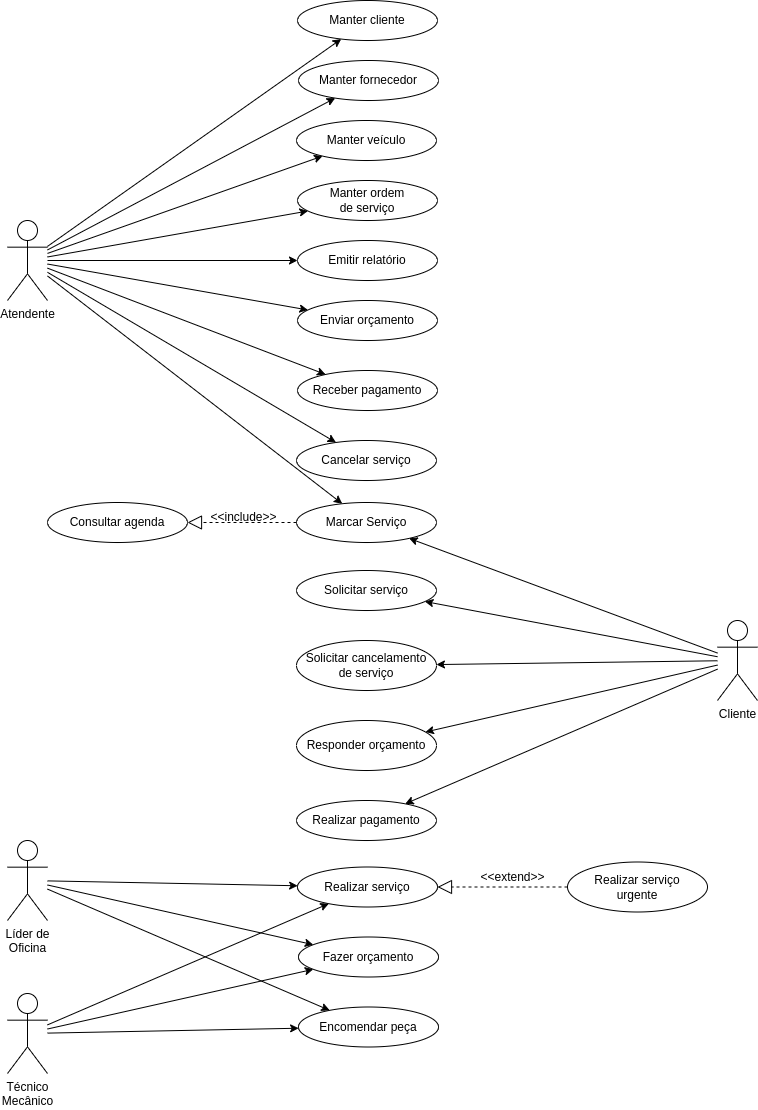 Manter cliente
Manter fornecedor
Manter veículo
Manter ordem
de serviço
Atendente
Emitir relatório
Enviar orçamento
Receber pagamento
Cancelar serviço
Consultar agenda
<<include>>
Marcar Serviço
Solicitar serviço
Solicitar cancelamento
de serviço
Cliente
Responder orçamento
Realizar pagamento
Líder de
Oficina
Realizar serviço
<<extend>>
Realizar serviço
urgente
Fazer orçamento
Encomendar peça
Técnico
Mecânico